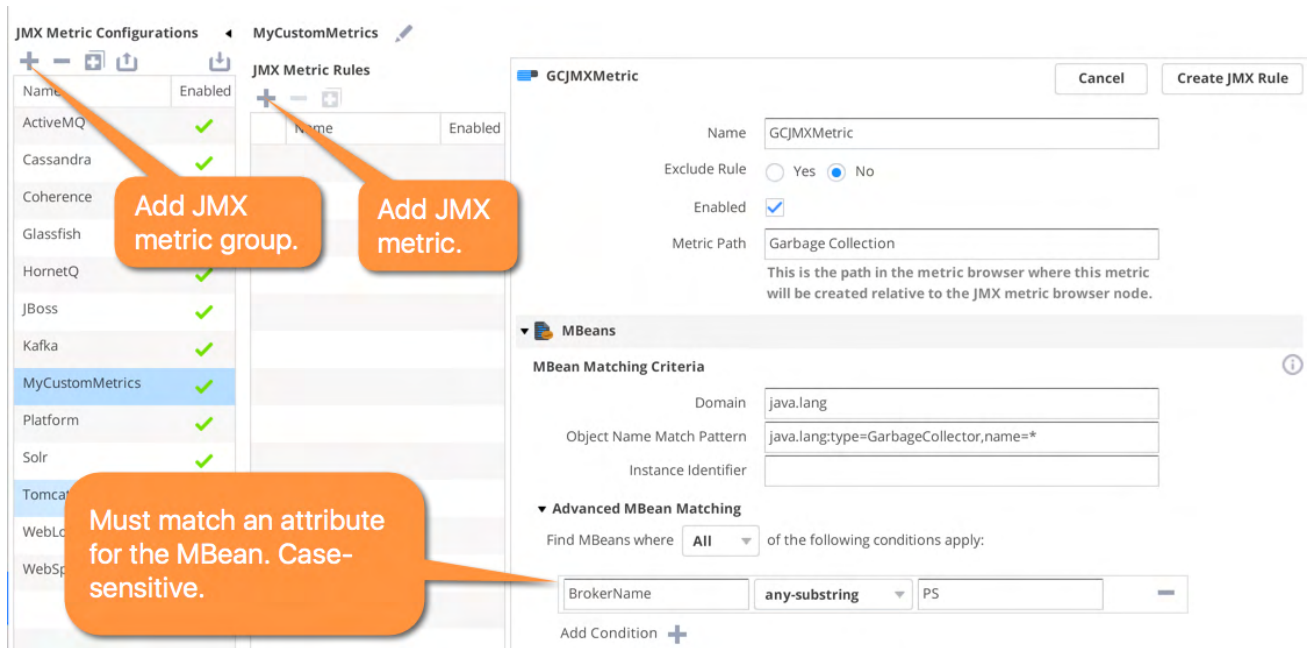 JMX Metric Configurations
MyCustomMetrics
JMX Metric Rules
Name
Enabled
ActiveMQ
Cassandra
Coherence
Glassfish
HornetQ
JBoss
Kafka
MyCustomMetrics
Platform
Solr
Tomcat
Name
Enabled
Add JMX
metric group.
Add JMX
metric.
Must match an attribute
for the MBean. Case-
sensitive.
GCJMXMetric
Cancel
Create JMX Rule
Name GCJMXMetric
Exclude Rule Yes No
Enabled
Metric Path Garbage Collection
This is the path in the metric browser where this metric
will be created relative to the JMX metric browser node.
MBeans
MBean Matching Criteria
Domain java.lang
Object Name Match Pattern java.lang:type=GarbageCollector,name=*
Instance Identifier
Advanced MBean Matching
Find MBeans where All of the following conditions apply:
BrokerName any-substring PS
Add Condition